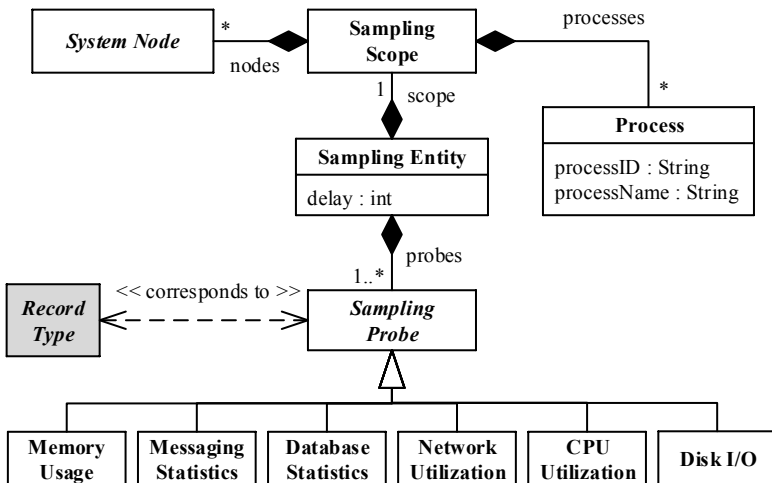 System Node
*
nodes
Sampling
Scope
processes
*
1
scope
Process
processID : String
processName : String
Sampling Entity
delay : int
probes
1..*
<< corresponds to >>
Record
Type
Sampling
Probe
Memory
Usage
Messaging
Statistics
Database
Statistics
Network
Utilization
CPU
Utilization
Disk I/O